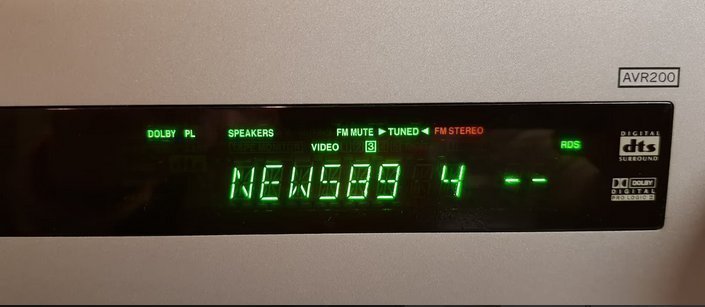 AVR200
DOLBY PL SPEAKERS FM MUTE ►TUNED◄ FM STEREO
VIDEO 3 RDS
NEWS89 4 --
DIGITAL
dts
SURROUND
DOLBY
DIGITAL
PRO LOGIC II